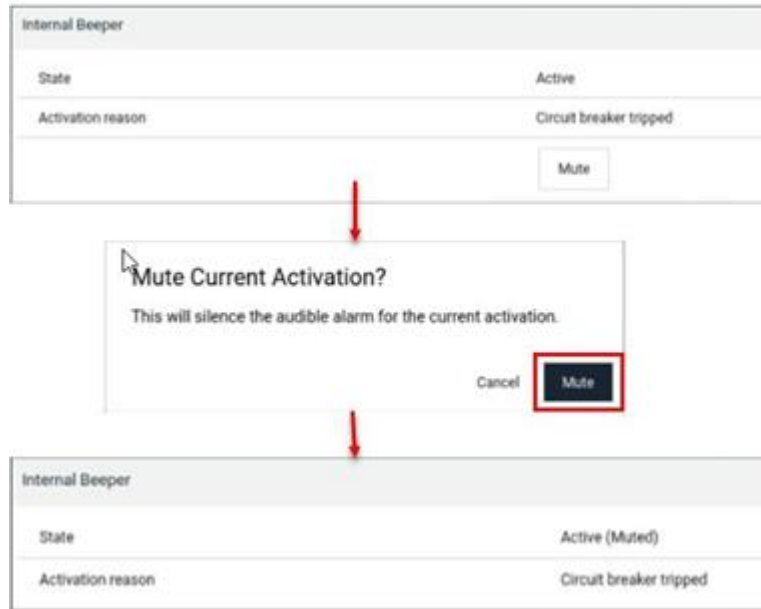 Internal Beeper
State Active
Activation reason Circuit breaker tripped
Mute
Mute Current Activation?
This will silence the audible alarm for the current activation.
Cancel Mute
Internal Beeper
State Active (Muted)
Activation reason Circuit breaker tripped